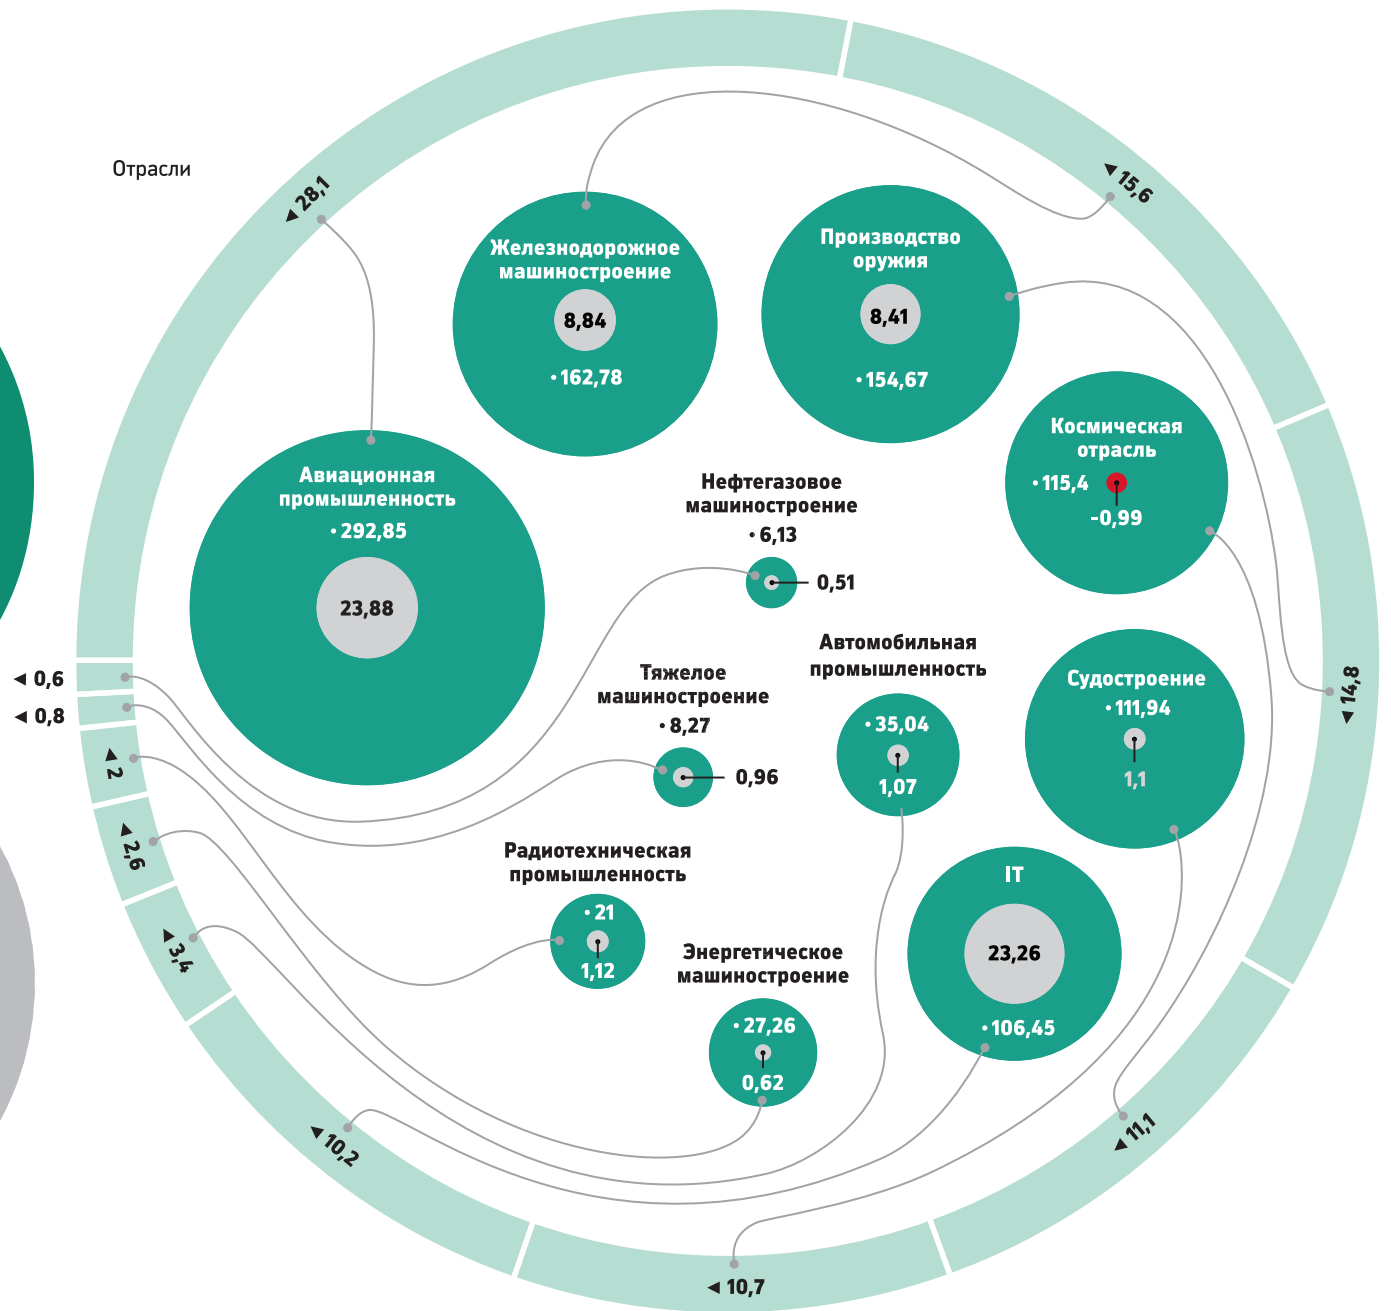 Отрасли
◄ 28,1
◄ 15,6
Железнодорожное
машиностроение
8,84
• 162,78
Производство
оружия
8,41
• 154,67
Космическая
отрасль
• 115,4
-0,99
Авиационная
промышленность
• 292,85
23,88
Нефтегазовое
машиностроение
• 6,13
0,51
Автомобильная
промышленность
• 35,04
1,07
Судостроение
• 111,94
1,1
◄ 14,8
◄ 0,6
◄ 0,8
◄ 2
◄ 2,6
◄ 3,4
Тяжелое
машиностроение
• 8,27
0,96
Радиотехническая
промышленность
• 21
1,12
IT
23,26
• 106,45
Энергетическое
машиностроение
• 27,26
0,62
◄ 10,2
◄ 11,1
◄ 10,7